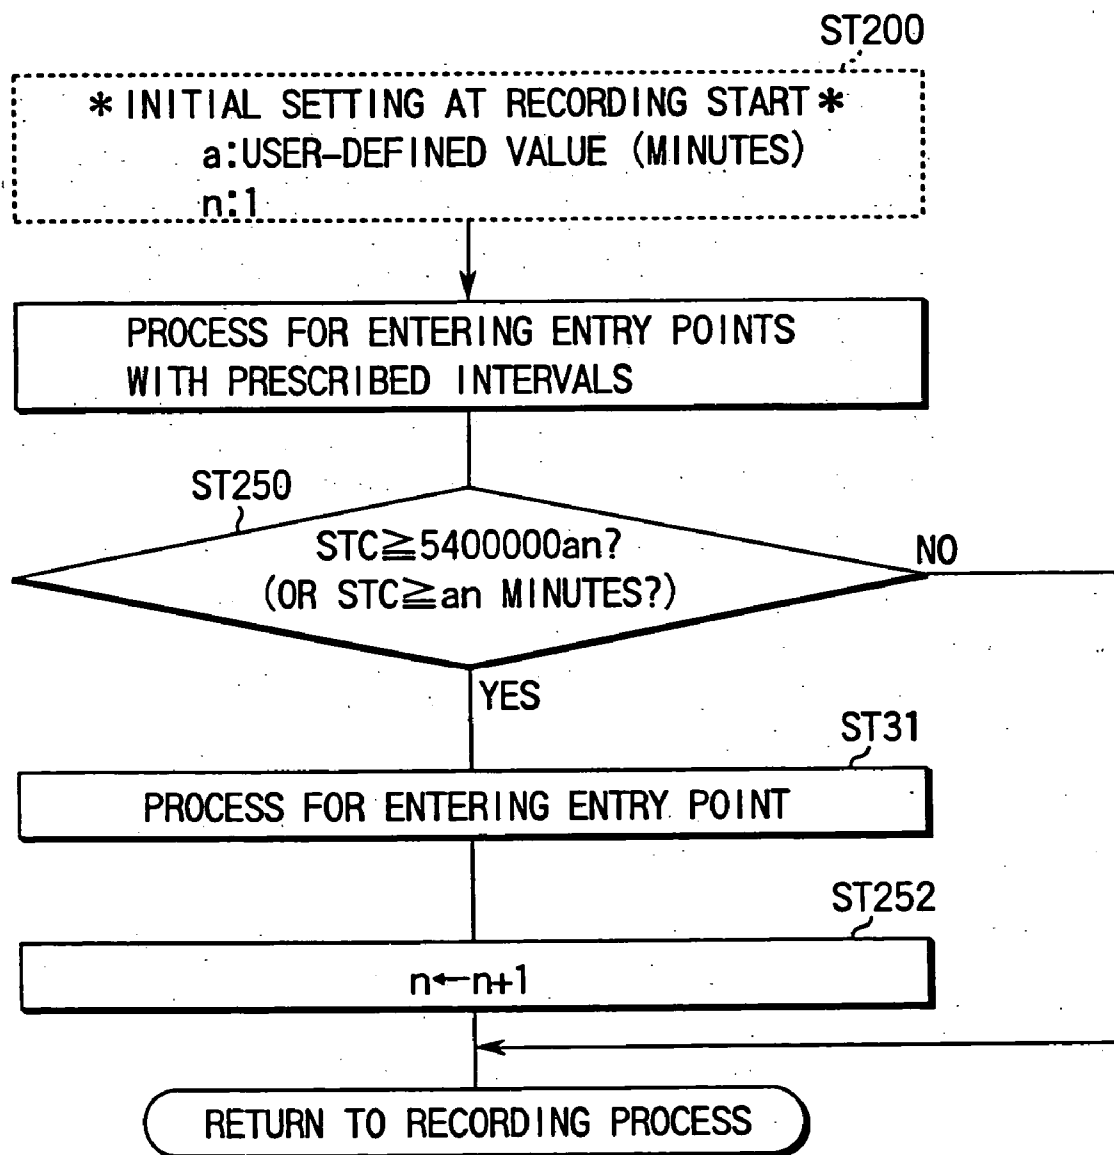 ST200
* INITIAL SETTING AT RECORDING START *
a:USER-DEFINED VALUE (MINUTES)
n:1
PROCESS FOR ENTERING ENTRY POINTS
WITH PRESCRIBED INTERVALS
ST250
STC≧5400000an?
(OR STC≧an MINUTES?)
NO
YES
ST31
PROCESS FOR ENTERING ENTRY POINT
ST252
n←n+1
RETURN TO RECORDING PROCESS